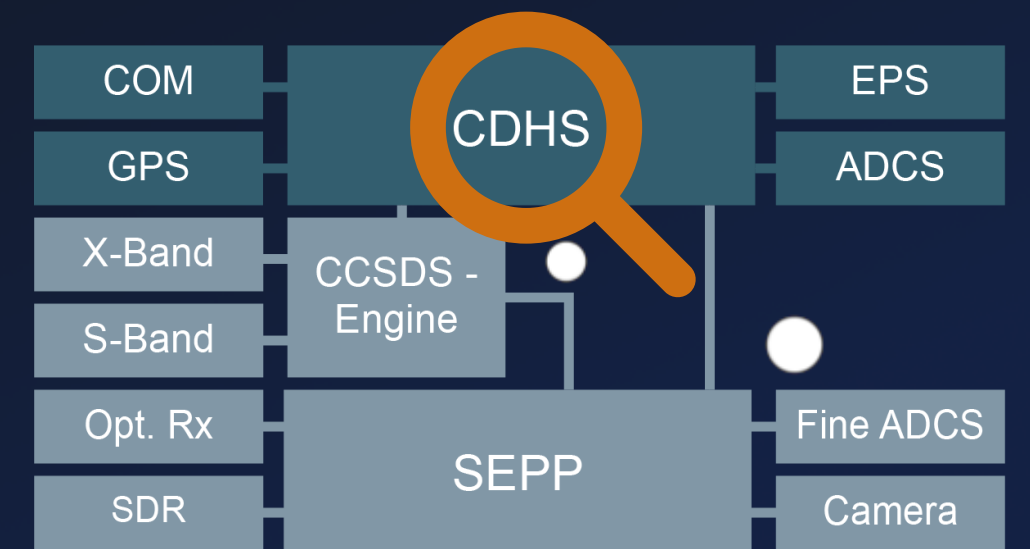 COM
CDHS
EPS
GPS
ADCS
X-Band
CCSDS -
Engine
S-Band
Opt. Rx
SEPP
Fine ADCS
SDR
Camera